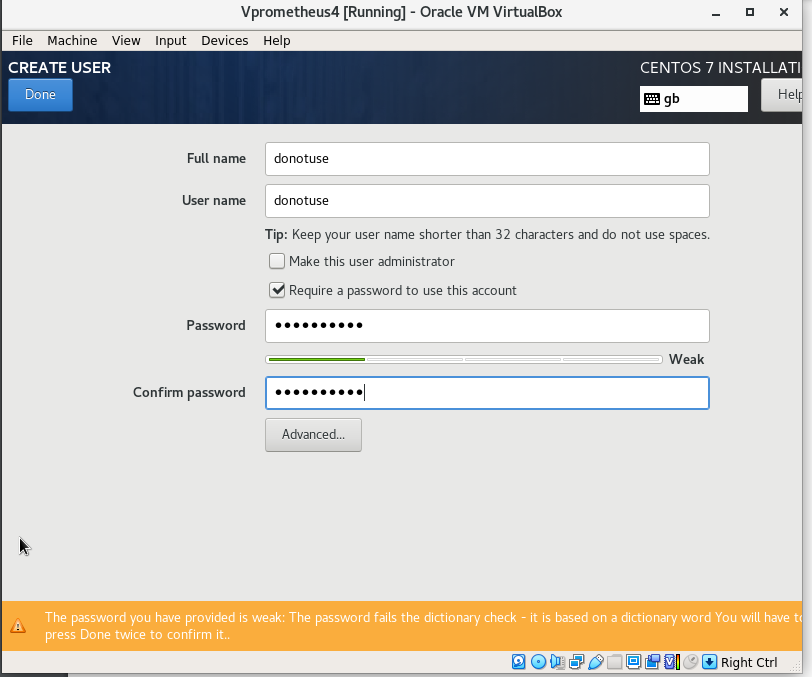 Vprometheus4 [Running] - Oracle VM VirtualBox
File Machine View Input Devices Help
CREATE USER
CENTOS 7 INSTALLATI
Done
gb
Help
Full name
donotuse
User name
donotuse
Tip: Keep your user name shorter than 32 characters and do not use spaces.
Make this user administrator
Require a password to use this account
Password
●●●●●●●●●●
Weak
Confirm password
●●●●●●●●●●
Advanced...
The password you have provided is weak: The password fails the dictionary check - it is based on a dictionary word You will have to
press Done twice to confirm it..
Right Ctrl